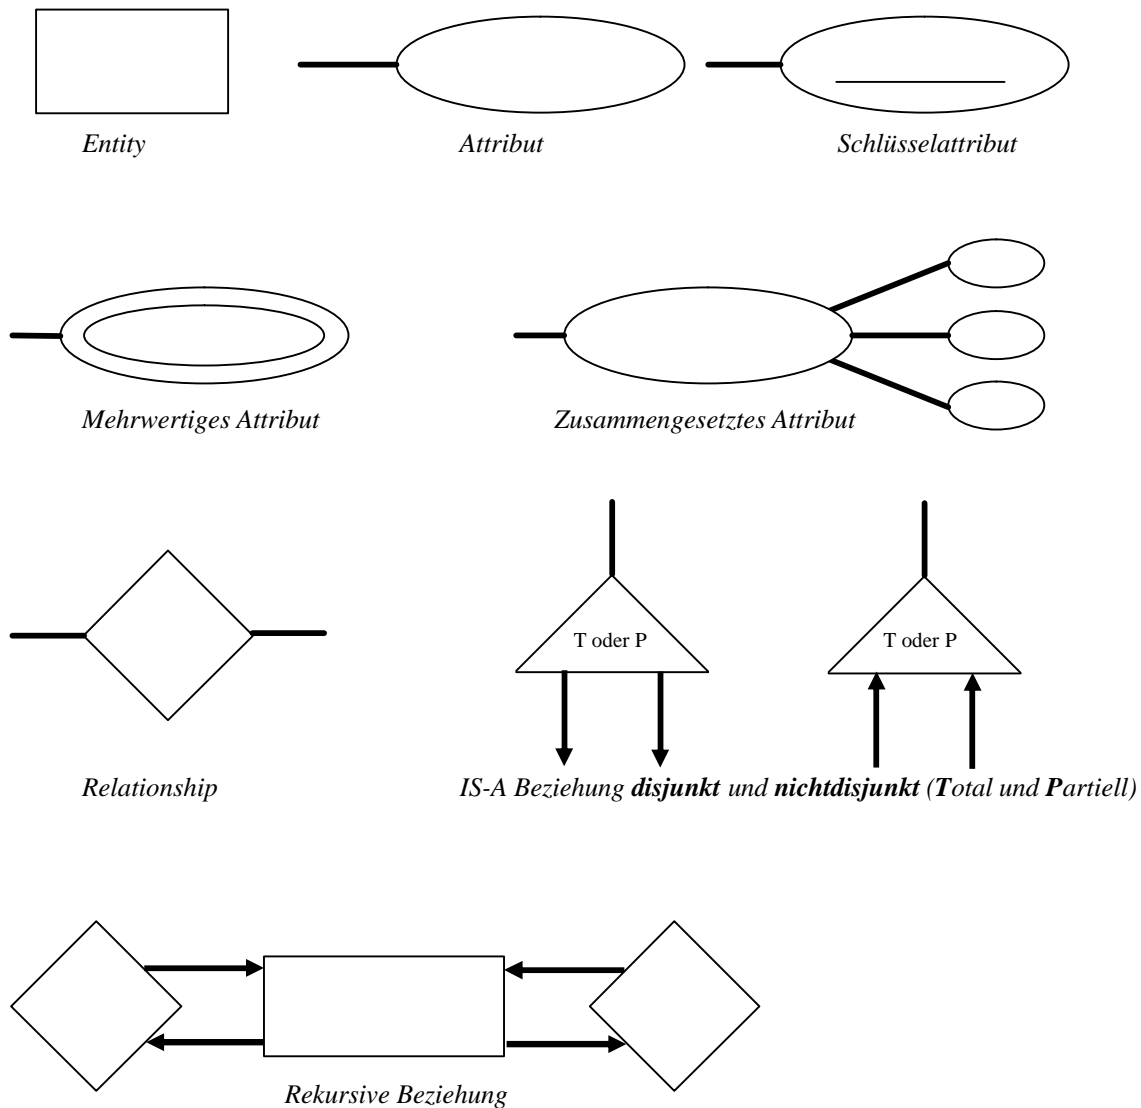 Entity
Attribut
Schlüsselattribut
Mehrwertiges Attribut
Zusammengesetztes Attribut
T oder P
T oder P
Relationship
IS-A Beziehung disjunkt und nichtdisjunkt (Total und Partiell)
Rekursive Beziehung